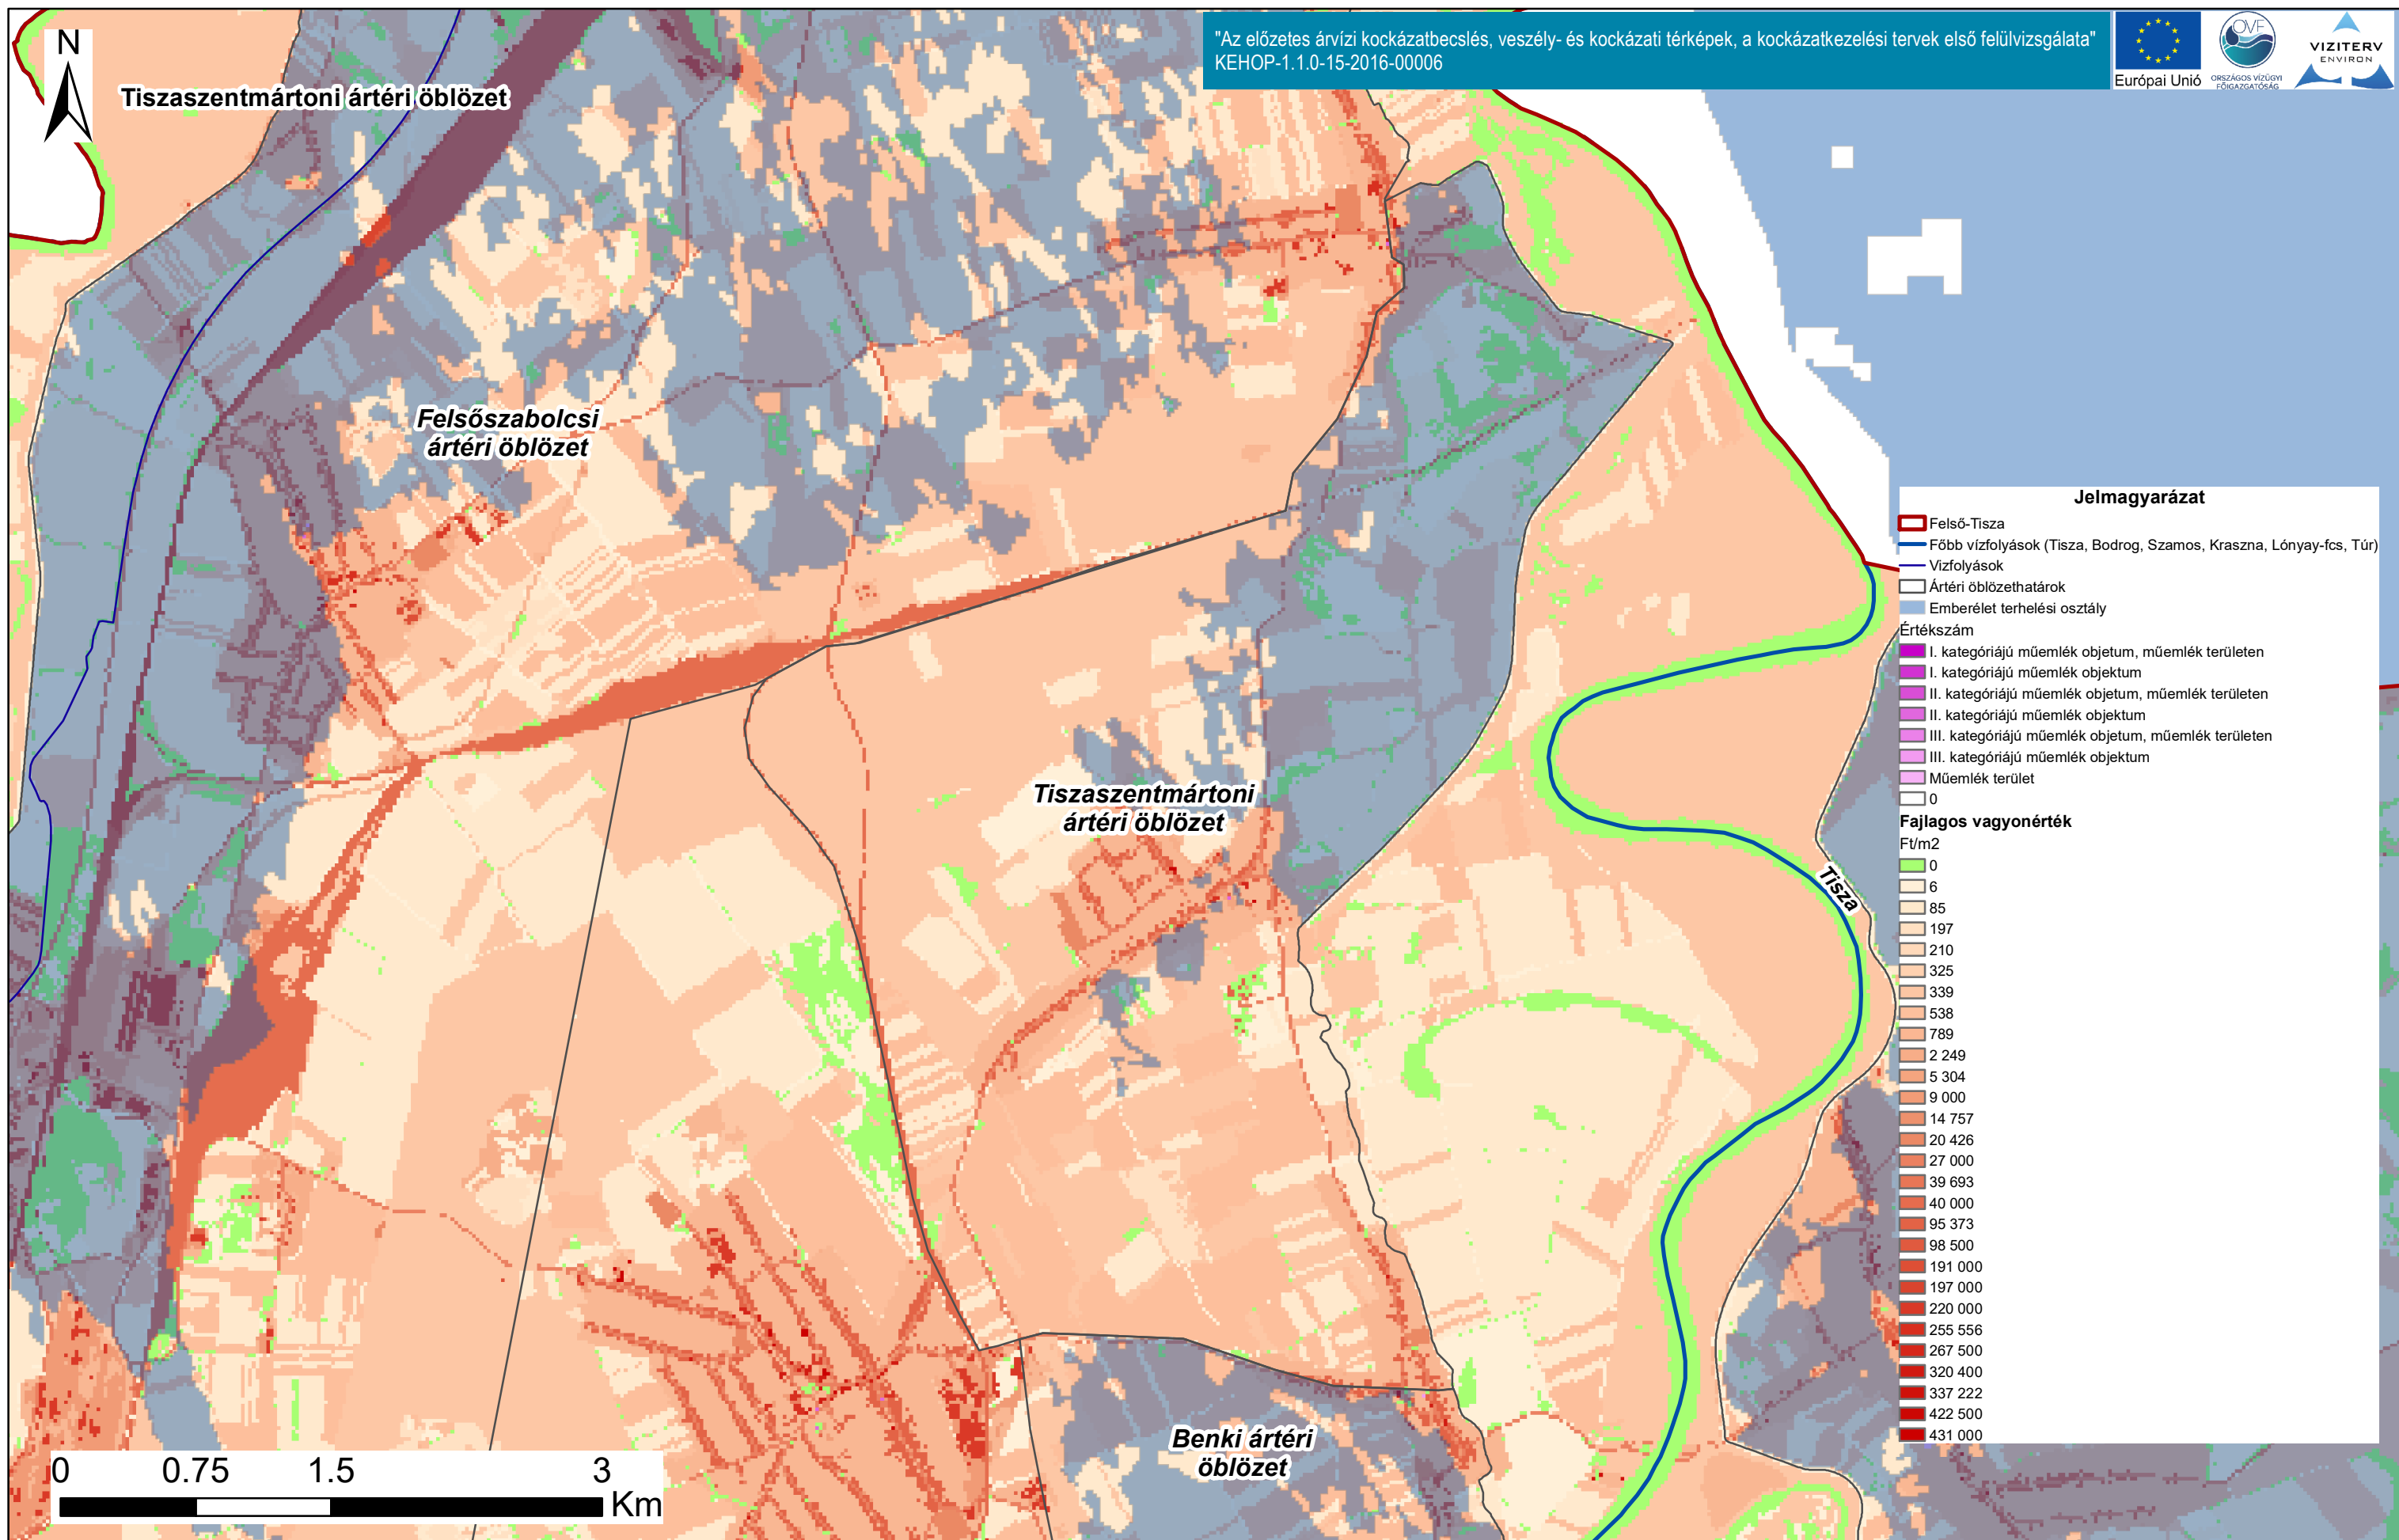 "Az előzetes árvízi kockázatbecslés, veszély- és kockázati térképek, a kockázatkezelési tervek első felülvizsgálata"
KEHOP-1.1.0-15-2016-00006
Európai Unió
OVF
ORSZÁGOS VÍZÜGYI
FŐIGAZGATÓSÁG
VIZITERV
ENVIRON
N
Tiszaszentmártoni ártéri öblözet
Felsőszabolcsi
ártéri öblözet
Tiszaszentmártoni
ártéri öblözet
Tisza
Benki ártéri
öblözet
Jelmagyarázat
Felső-Tisza
Főbb vízfolyások (Tisza, Bodrog, Szamos, Kraszna, Lónyay-fcs, Túr)
Vizfolyások
Ártéri öblözethatárok
Emberélet terhelési osztály
Értékszám
I. kategóriájú műemlék objetum, műemlék területen
I. kategóriájú műemlék objektum
II. kategóriájú műemlék objetum, műemlék területen
II. kategóriájú műemlék objektum
III. kategóriájú műemlék objetum, műemlék területen
III. kategóriájú műemlék objektum
Műemlék terület
0
Fajlagos vagyonérték
Ft/m2
0
6
85
197
210
325
339
538
789
2 249
5 304
9 000
14 757
20 426
27 000
39 693
40 000
95 373
98 500
191 000
197 000
220 000
255 556
267 500
320 400
337 222
422 500
431 000
0 0.75 1.5 3
Km